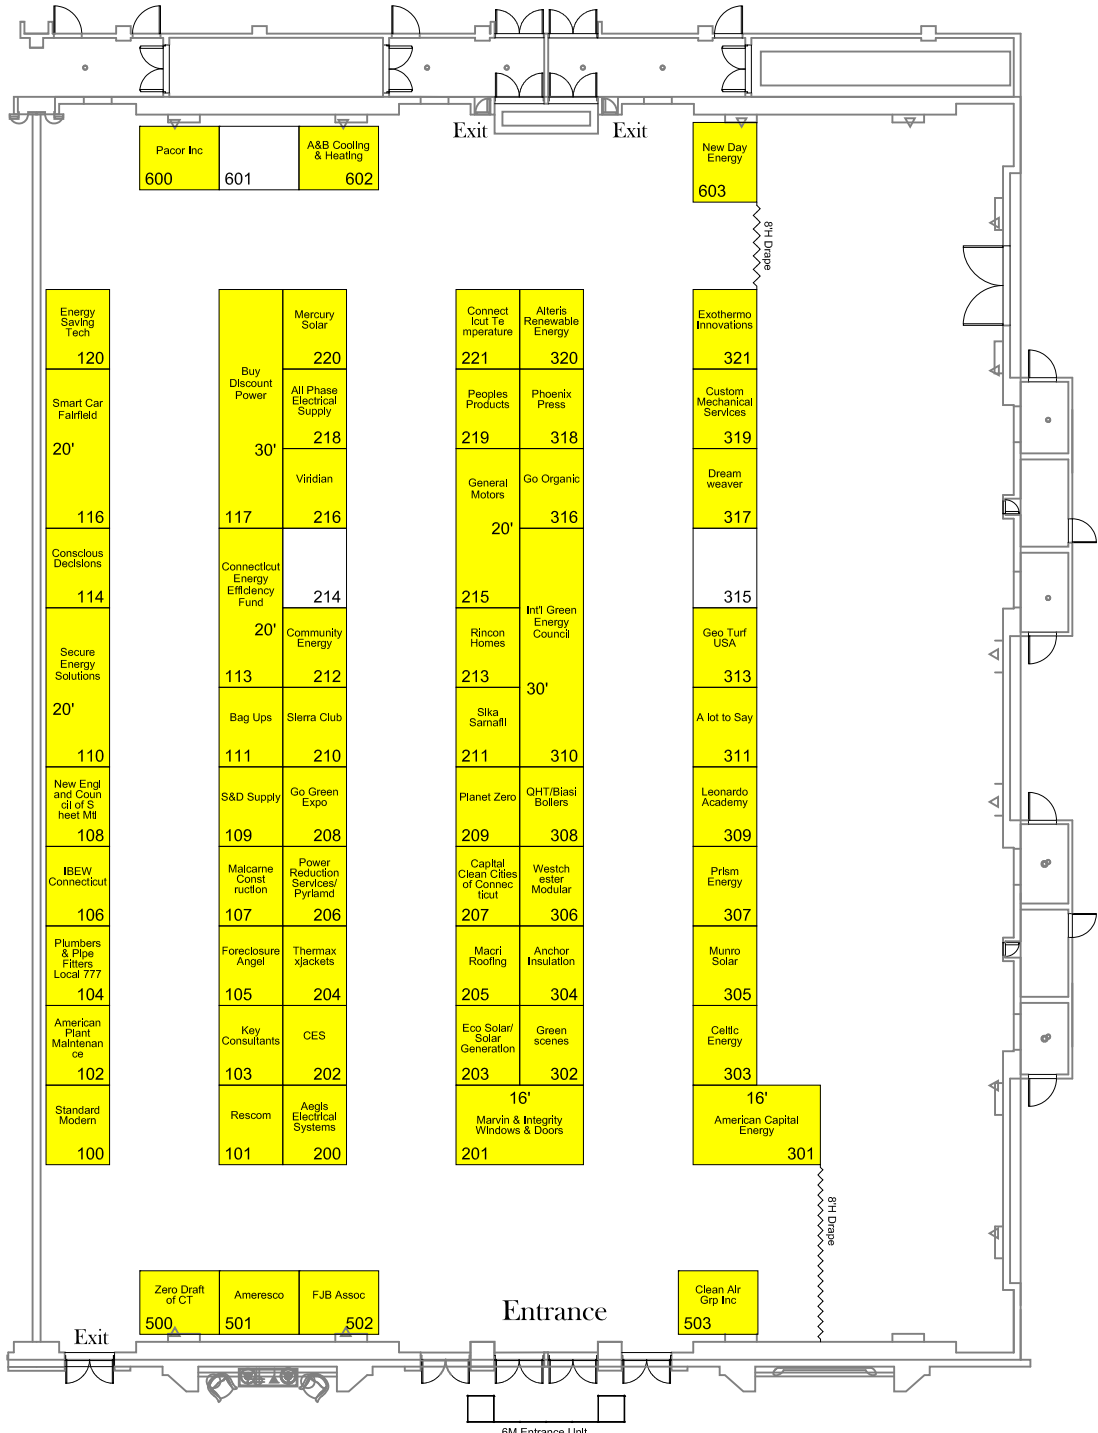 Exit
Exit
Pacor Inc
600
601
A&B Cooling
& Heating
602
New Day
Energy
603
8'H Drape
Energy
Saving
Tech
120
Smart Car
Fairfield
20'
116
Conscious
Decisions
114
Secure
Energy
Solutions
20'
110
New Engl
and Coun
cil of S
heet Mtl
108
IBEW
Connecticut
106
Plumbers
& Pipe
Fitters
Local 777
104
American
Plant
Maintenan
ce
102
Standard
Modern
100
Buy
Discount
Power
30'
117
Connecticut
Energy
Efficiency
Fund
20'
113
Bag Ups
111
S&D Supply
109
Malcarne
Const
ruction
107
Foreclosure
Angel
105
Key
Consultants
103
Rescom
101
Mercury
Solar
220
All Phase
Electrical
Supply
218
Viridian
216
214
Community
Energy
212
Sierra Club
210
Go Green
Expo
208
Power
Reduction
Services/
Pyriamd
206
Thermax
xjackets
204
CES
202
Aegis
Electrical
Systems
200
Connect
icut Te
mperature
221
Peoples
Products
219
General
Motors
20'
215
Rincon
Homes
213
Sika
Sarnafil
211
Planet Zero
209
Capital
Clean Cities
of Connec
ticut
207
Macri
Roofing
205
Eco Solar/
Solar
Generation
203
16'
Marvin & Integrity
Windows & Doors
201
Alteris
Renewable
Energy
320
Phoenix
Press
318
Go Organic
316
Int'l Green
Energy
Council
30'
310
QHT/Biasi
Boilers
308
Westch
ester
Modular
306
Anchor
Insulation
304
Green
scenes
302
Exothermo
Innovations
321
Custom
Mechanical
Services
319
Dream
weaver
317
315
Geo Turf
USA
313
A lot to Say
311
Leonardo
Academy
309
Prism
Energy
307
Munro
Solar
305
Celtic
Energy
303
16'
American Capital
Energy
301
8'H Drape
Zero Draft
of CT
500
Ameresco
501
FJB Assoc
502
Entrance
Clean Air
Grp Inc
503
Exit
6M Entrance Unit